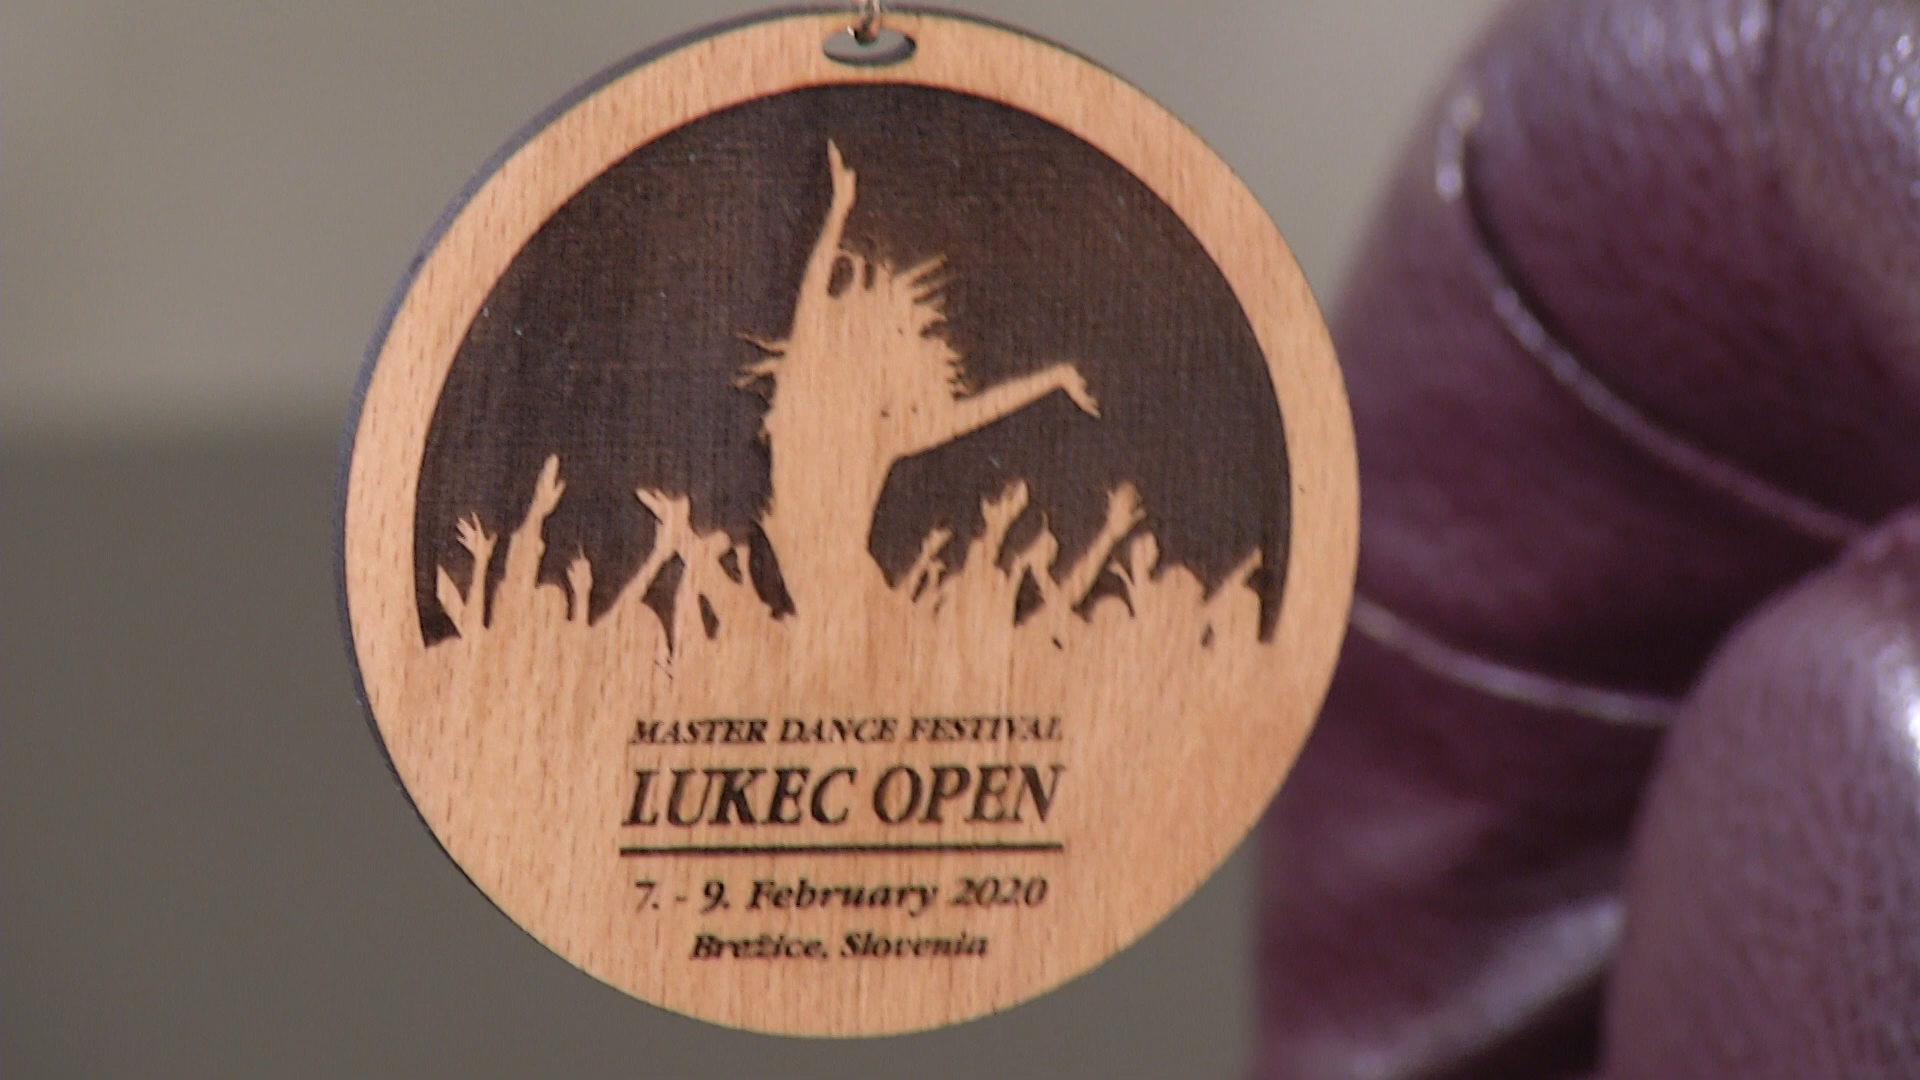 MASTER DANCE FESTIVAL
LUKEC OPEN
7. - 9. February 2020
Brežice, Slovenia